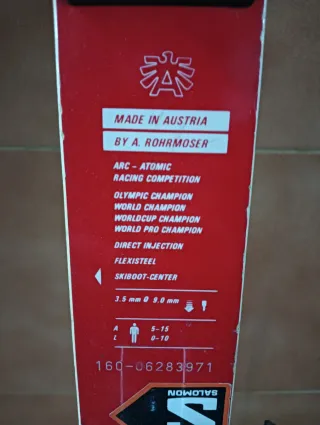 A
MADE IN AUSTRIA
BY A. ROHRMOSER
ARC - ATOMIC
RACING COMPETITION
OLYMPIC CHAMPION
WORLD CHAMPION
WORLDCUP CHAMPION
WORLD PRO CHAMPION
DIRECT INJECTION
FLEXISTEEL
SKIBOOT-CENTER
3.5 mm Ø 9.0 mm
A 5-15
L 0-10
160-06283971
SALOMON
S